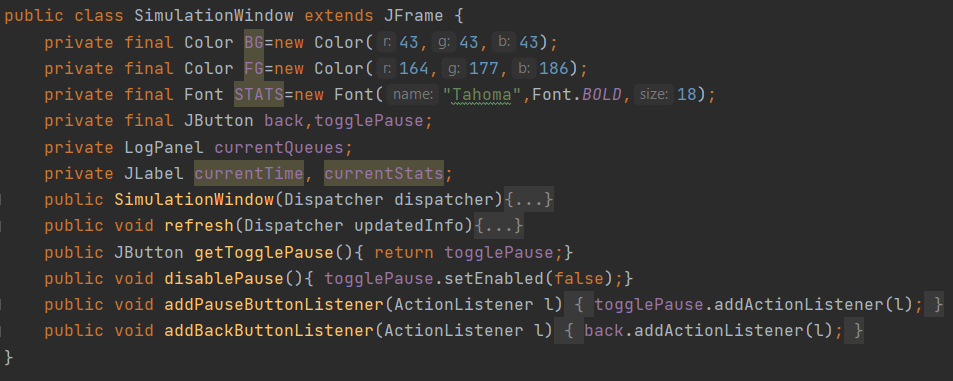 public class SimulationWindow extends JFrame {
    private final Color BG=new Color( r: 43, g: 43, b: 43);
    private final Color FG=new Color( r: 164, g: 177, b: 186);
    private final Font STATS=new Font( name: "Tahoma",Font.BOLD, size: 18);
    private final JButton back,togglePause;
    private LogPanel currentQueues;
    private JLabel currentTime, currentStats;
    public SimulationWindow(Dispatcher dispatcher){...}
    public void refresh(Dispatcher updatedInfo){...}
    public JButton getTogglePause(){ return togglePause;}
    public void disablePause(){ togglePause.setEnabled(false);}
    public void addPauseButtonListener(ActionListener l) { togglePause.addActionListener(l); }
    public void addBackButtonListener(ActionListener l) { back.addActionListener(l); }
}